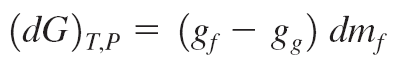 (dG)_{T,P} = (g_f − g_g) dm_f